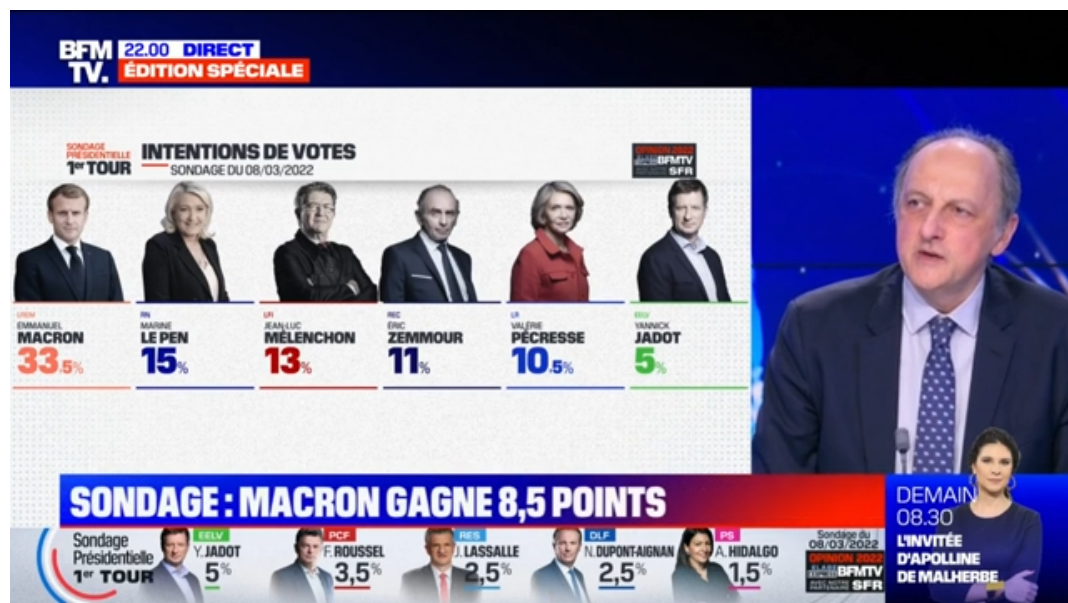 BFM
TV.
22.00 DIRECT
ÉDITION SPÉCIALE
SONDAGE
PRÉSIDENTIELLE
1er TOUR
INTENTIONS DE VOTES
SONDAGE DU 08/03/2022
OPINION 2022
BFMTV
SFR
LREM
EMMANUEL
MACRON
33,5%
RN
MARINE
LE PEN
15%
LFI
JEAN-LUC
MÉLENCHON
13%
REC
ÉRIC
ZEMMOUR
11%
LR
VALÉRIE
PÉCRESSE
10,5%
EELV
YANNICK
JADOT
5%
SONDAGE : MACRON GAGNE 8,5 POINTS
Sondage
Présidentielle
1er TOUR
EELV
Y. JADOT
5%
PCF
F. ROUSSEL
3,5%
RES
J. LASSALLE
2,5%
DLF
N. DUPONT-AIGNAN
2,5%
PS
A. HIDALGO
1,5%
Sondage du
08/03/2022
OPINION 2022
BFMTV
AVEC NOTRE
PARTENAIRE SFR
DEMAIN
08.30
L'INVITÉE
D'APOLLINE
DE MALHERBE